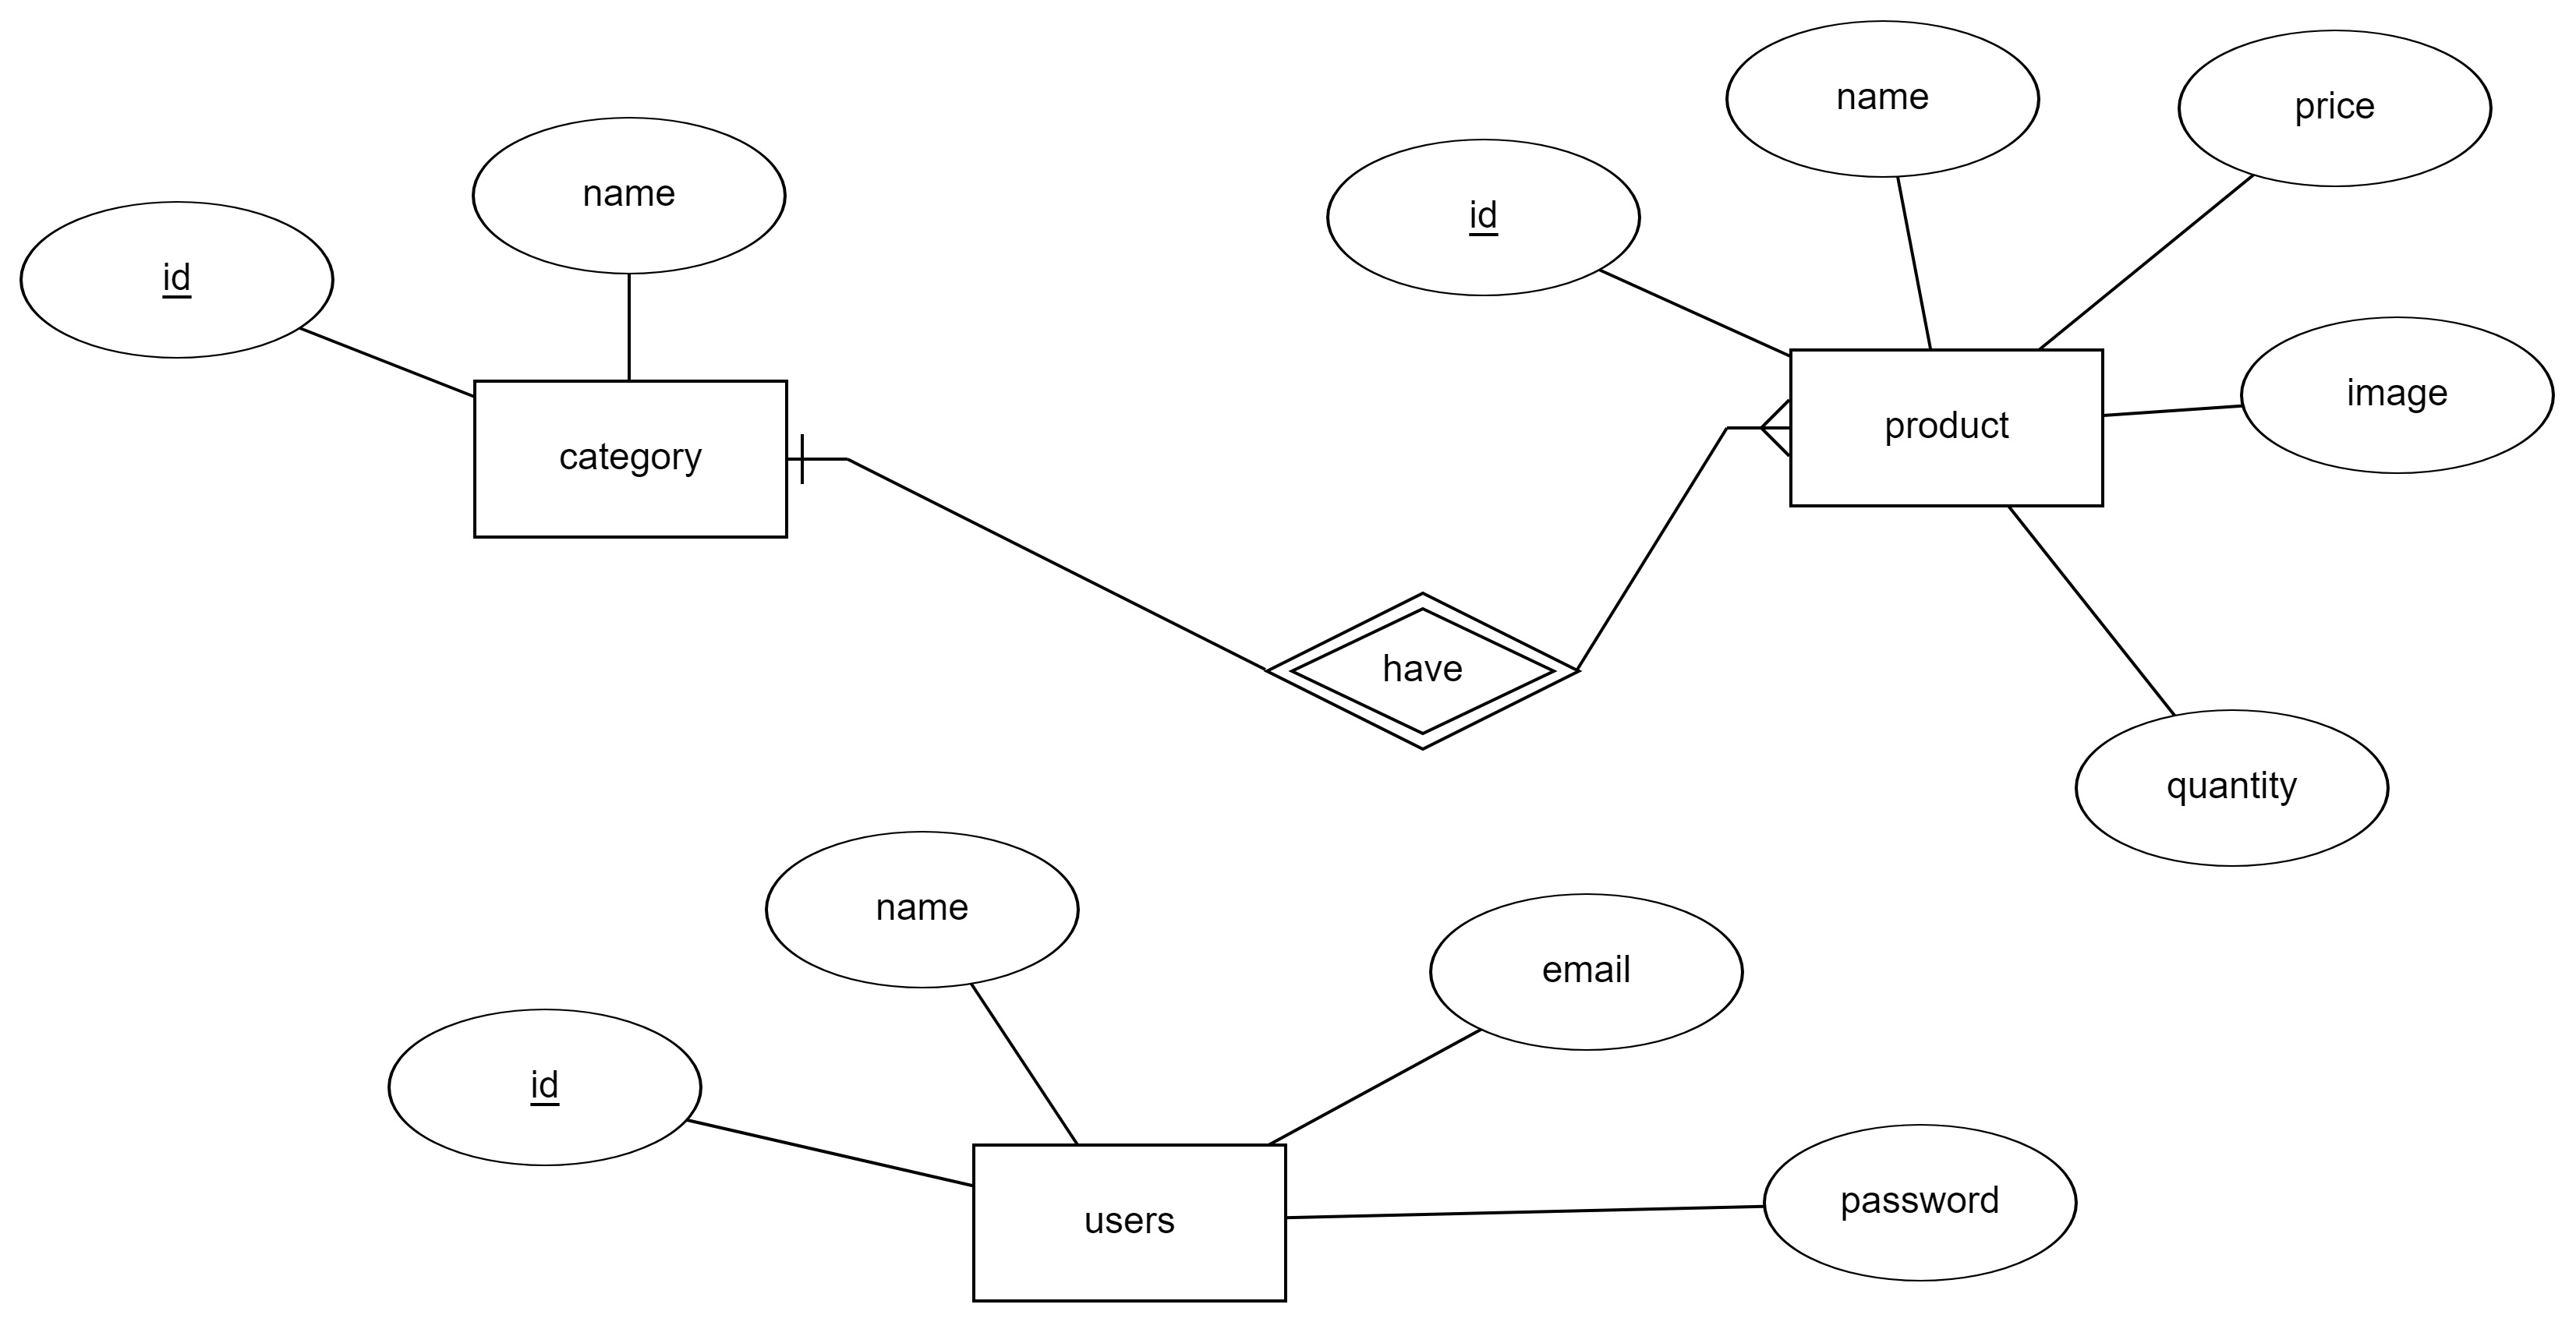 name
price
name
id
id
image
product
category
have
quantity
name
email
id
password
users